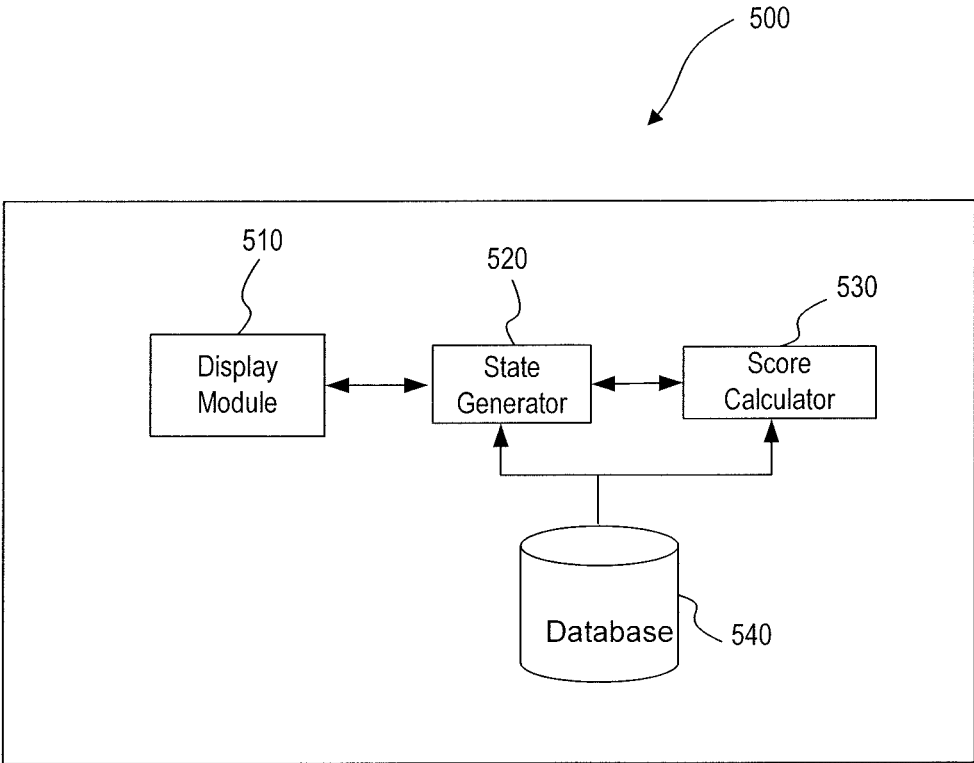 500
510
520
530
Display
Module
State
Generator
Score
Calculator
Database
540